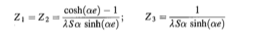 Z₁ = Z₂ = (cosh(αe) − 1) / (λSα sinh(αe)); Z₃ = 1 / (λSα sinh(αe))